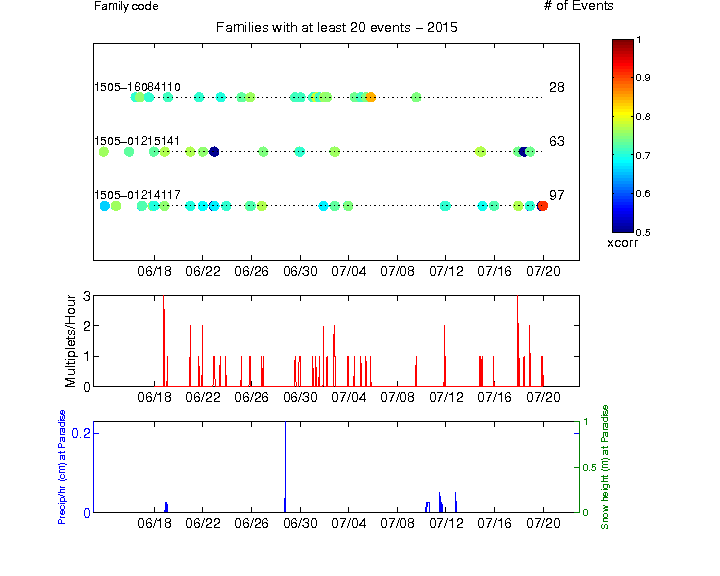 Family code
# of Events
Families with at least 20 events – 2015
1505–16084110
28
1505–01215141
63
1505–01214117
97
06/18 06/22 06/26 06/30 07/04 07/08 07/12 07/16 07/20
1
0.9
0.8
0.7
0.6
0.5
xcorr
Multiplets/Hour
3
2
1
0
06/18 06/22 06/26 06/30 07/04 07/08 07/12 07/16 07/20
Precip/hr (cm) at Paradise
0.2
0
1
0.5
0
Snow height (m) at Paradise
06/18 06/22 06/26 06/30 07/04 07/08 07/12 07/16 07/20